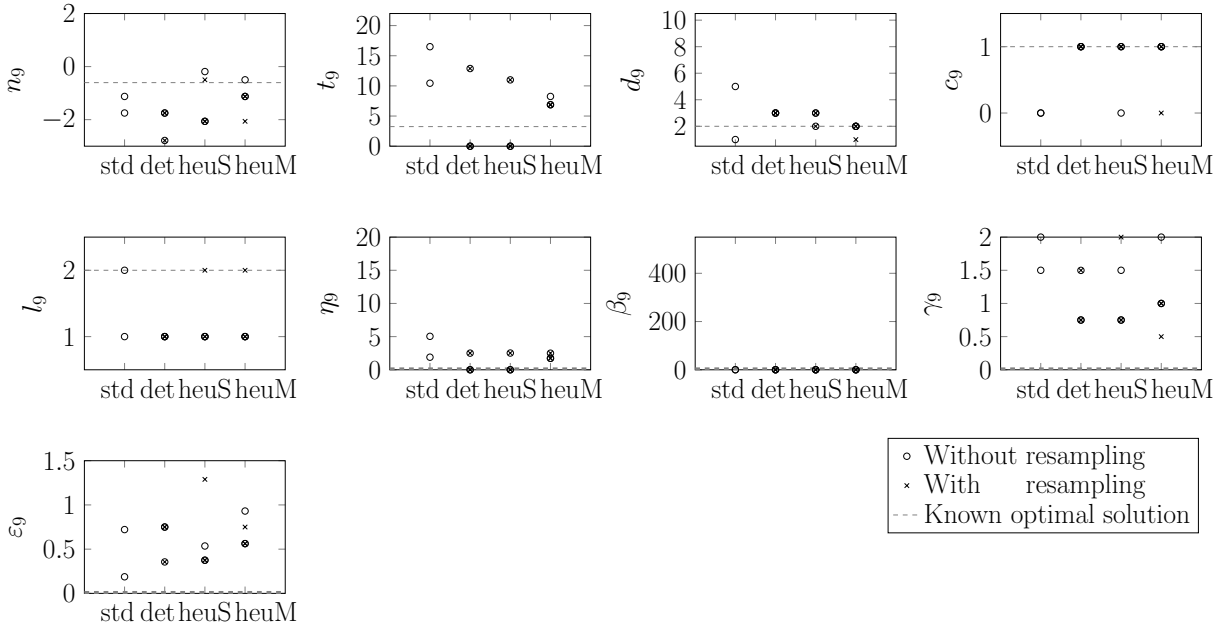 2
0
−2
n9
std det heuS heuM
20
15
10
5
0
t9
std det heuS heuM
10
8
6
4
2
d9
std det heuS heuM
1
0
c9
std det heuS heuM
2
1
l9
std det heuS heuM
20
15
10
5
0
η9
std det heuS heuM
400
200
0
β9
std det heuS heuM
2
1.5
1
0.5
0
γ9
std det heuS heuM
1.5
1
0.5
0
ε9
std det heuS heuM
Without resampling
With resampling
Known optimal solution